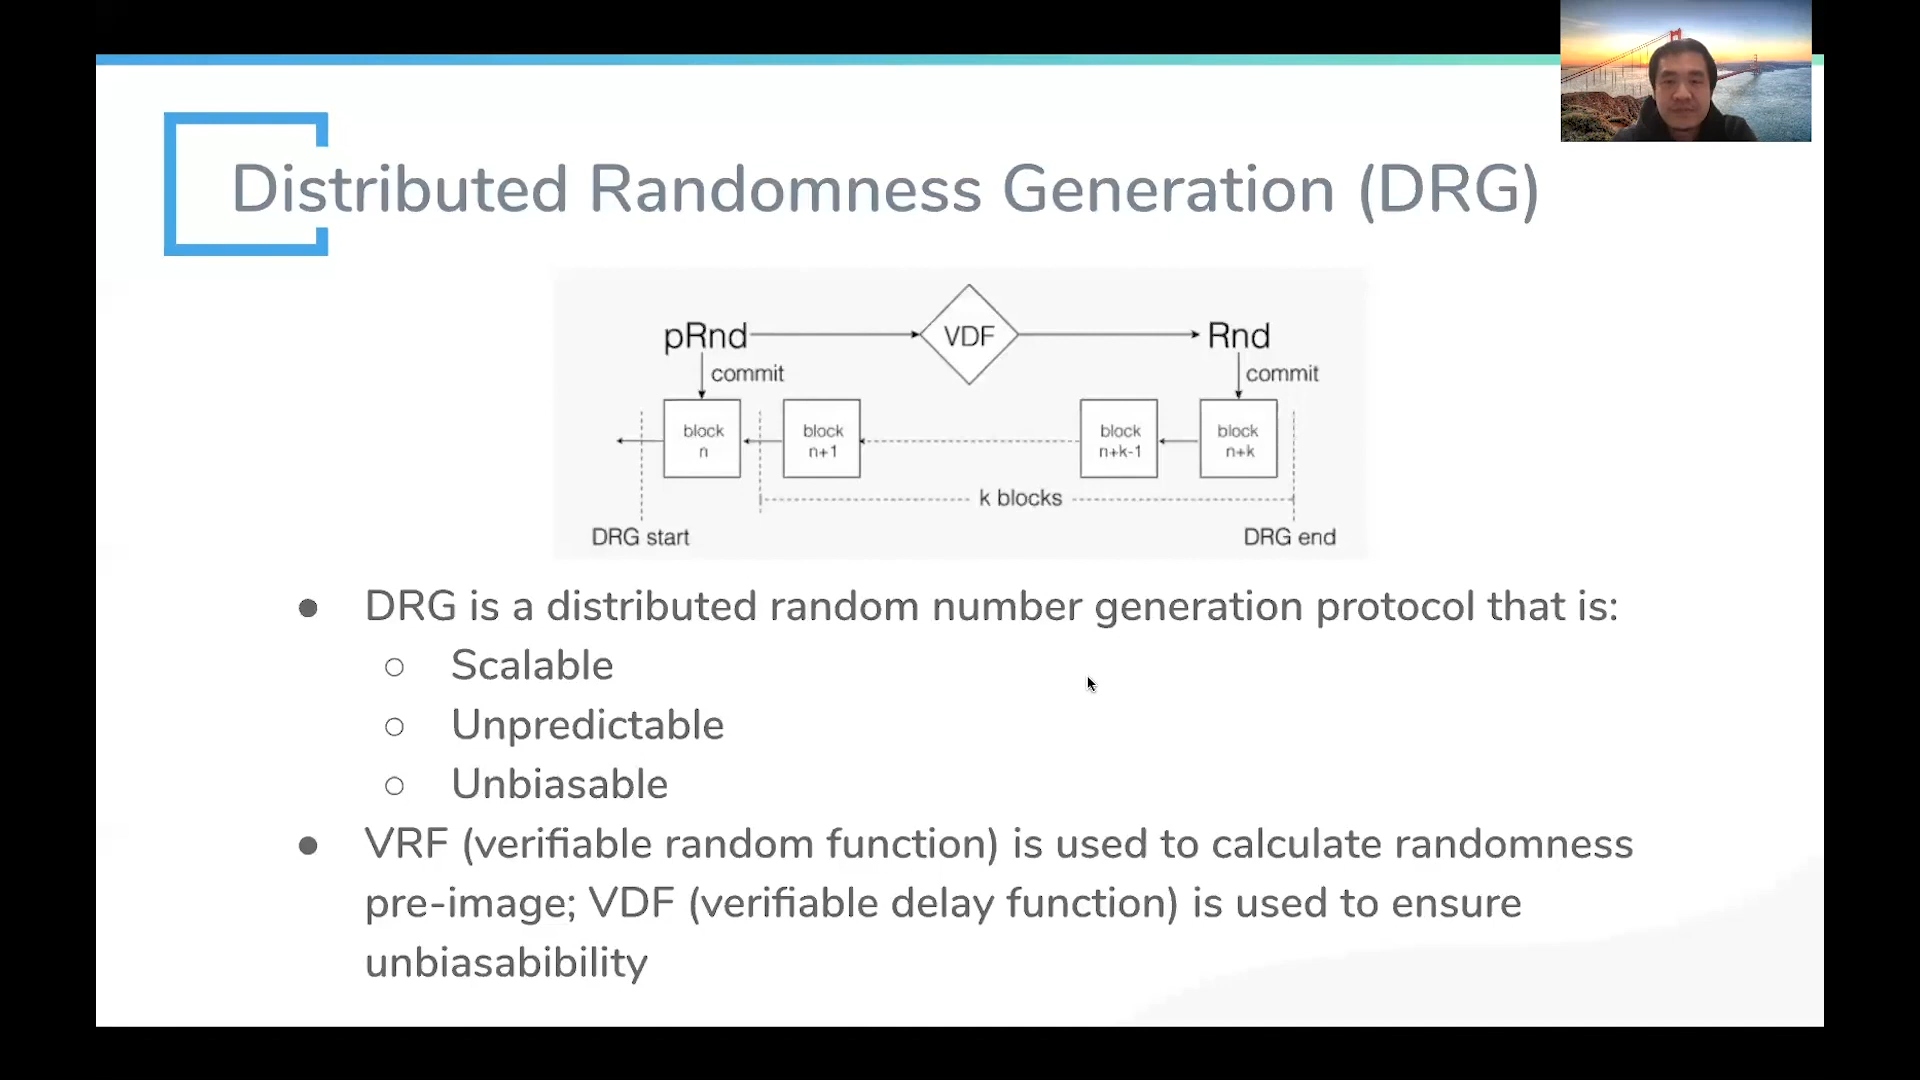 Distributed Randomness Generation (DRG)
pRnd
VDF
Rnd
commit
commit
block
n
block
n+1
block
n+k-1
block
n+k
k blocks
DRG start
DRG end
● DRG is a distributed random number generation protocol that is:
○ Scalable
○ Unpredictable
○ Unbiasable
● VRF (verifiable random function) is used to calculate randomness
pre-image; VDF (verifiable delay function) is used to ensure
unbiasabibility